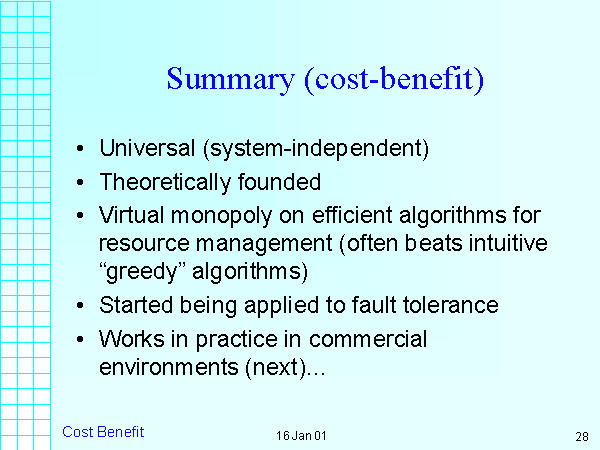 Summary (cost-benefit)
• Universal (system-independent)
• Theoretically founded
• Virtual monopoly on efficient algorithms for
resource management (often beats intuitive
“greedy” algorithms)
• Started being applied to fault tolerance
• Works in practice in commercial
environments (next)...
Cost Benefit
16 Jan 01
28